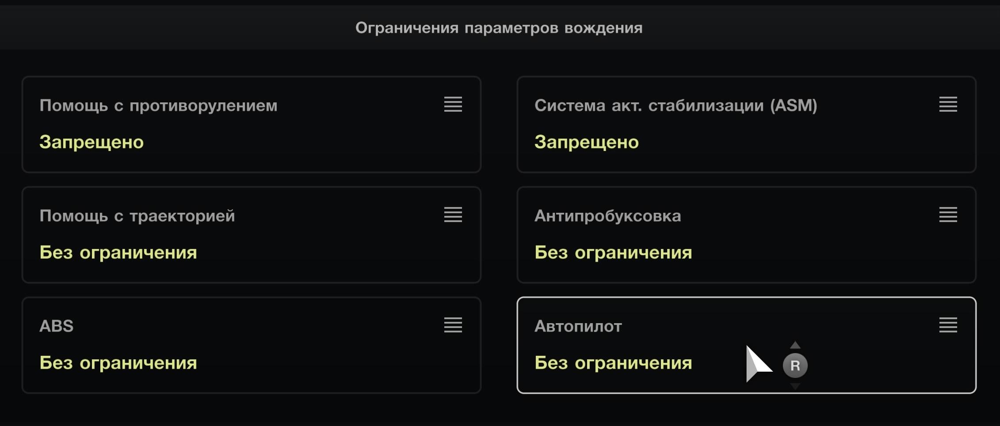 Ограничения параметров вождения
Помощь с противорулением
Запрещено
Система акт. стабилизации (ASM)
Запрещено
Помощь с траекторией
Без ограничения
Антипробуксовка
Без ограничения
ABS
Без ограничения
Автопилот
Без ограничения
R